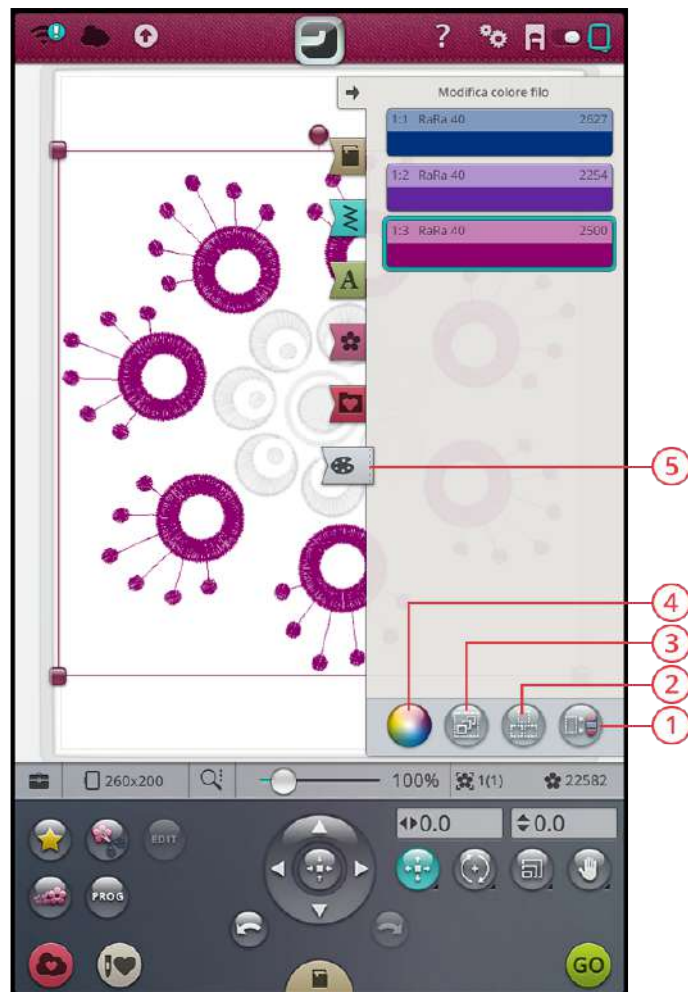 ?
Modifica colore filo
1:1 RaRa 40 2627
1:2 RaRa 40 2254
1:3 RaRa 40 2500
A
5
4
3
2
1
260x200
100%
1(1)
22582
EDIT
0.0
0.0
PROG
GO